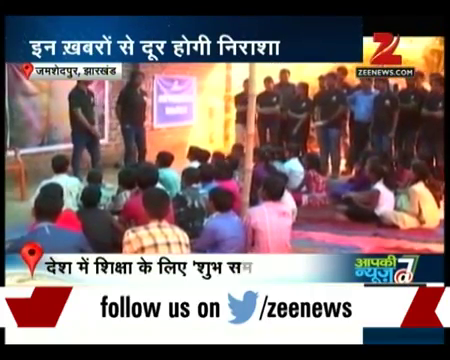 इन ख़बरों से दूर होगी निराशा
जमशेदपुर, झारखंड
Z
ZEENEWS.COM
देश में शिक्षा के लिए 'शुभ सम
आपकी
न्यूज़ @7
follow us on /zeenews